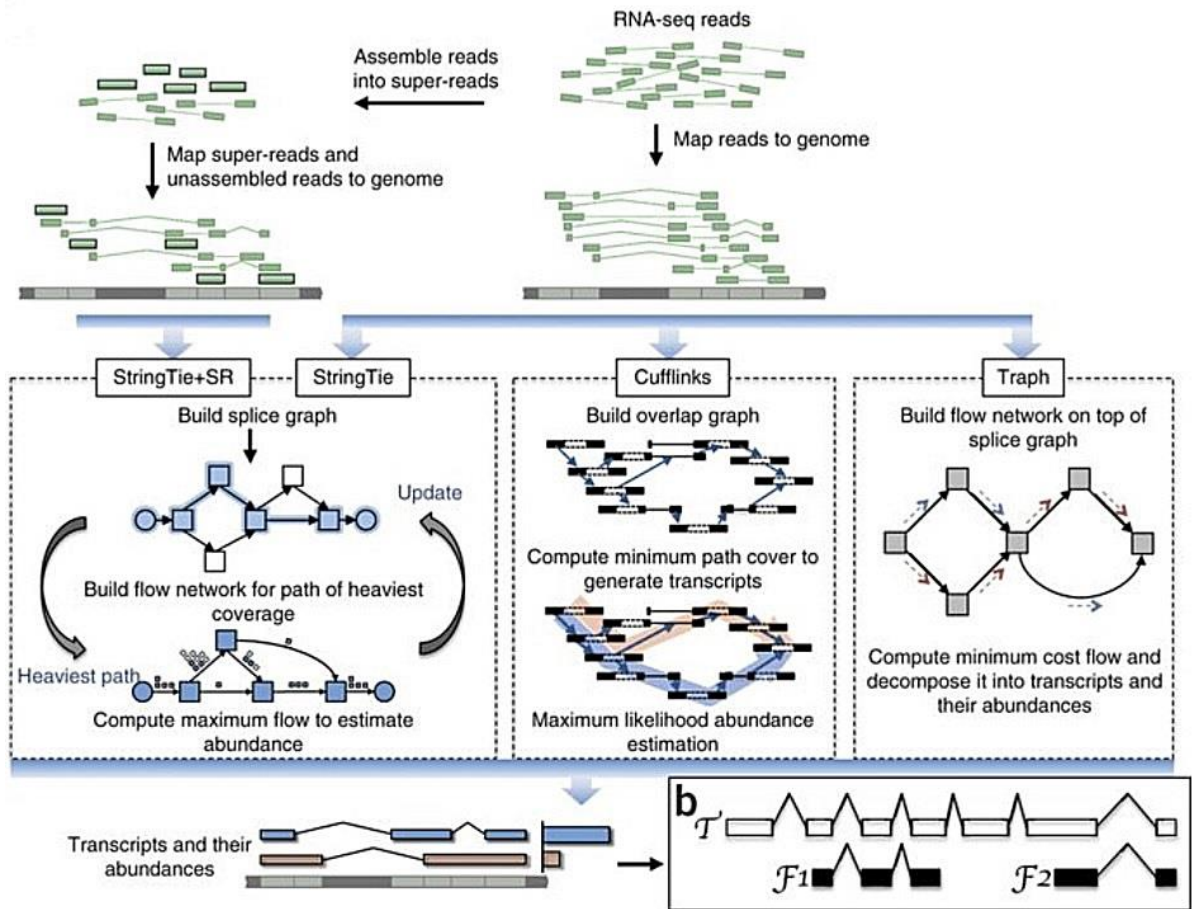 RNA-seq reads
Assemble reads
into super-reads
Map reads to genome
Map super-reads and
unassembled reads to genome
StringTie+SR
StringTie
Cufflinks
Traph
Build splice graph
Update
Build flow network for path of heaviest
coverage
Heaviest path
Compute maximum flow to estimate
abundance
Build overlap graph
Compute minimum path cover to
generate transcripts
Maximum likelihood abundance
estimation
Build flow network on top of
splice graph
Compute minimum cost flow and
decompose it into transcripts and
their abundances
Transcripts and their
abundances
b
T
F1
F2